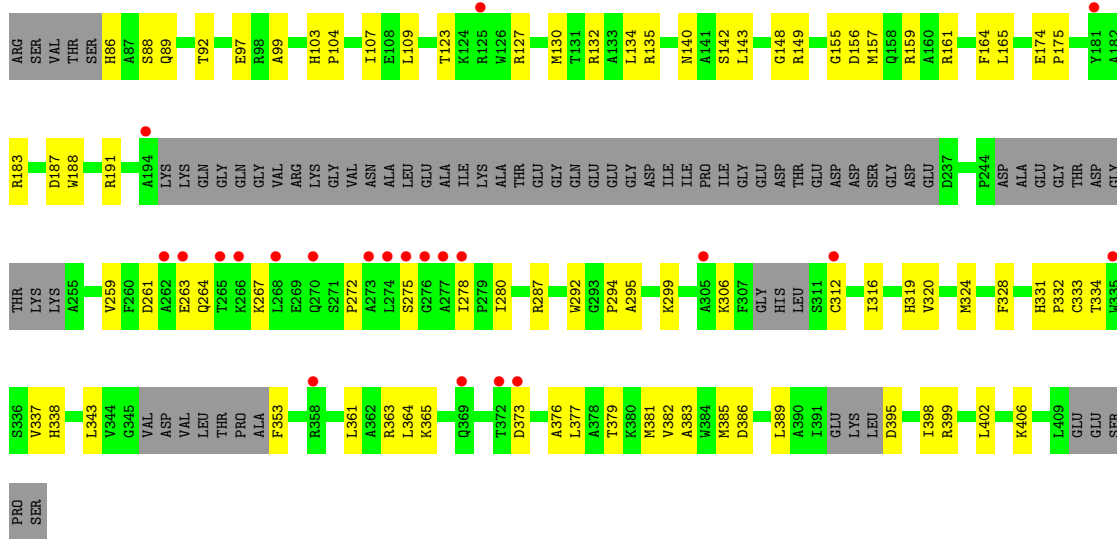 ARG SER VAL THR SER H86 A87 S88 Q89 T92 E97 R98 A99 H103 P104 I107 E108 L109 T123 K124 R125 W126 R127 M130 T131 R132 A133 L134 R135 N140 A141 S142 L143 G148 R149 G155 D156 M157 Q158 R159 A160 R161 F164 L165 E174 P175 Y181 A182
R183 D187 W188 R191 A194 LYS LYS GLN GLY GLN GLY VAL ARG LYS GLY VAL ASN ALA LEU GLU ALA ILE LYS ALA THR GLU GLY GLN GLU GLU GLY ASP ILE ILE PRO ILE GLY GLU ASP THR GLU ASP ASP SER GLY ASP GLU D237 P244 ASP ALA GLU GLY THR ASP GLY
THR LYS LYS A255 V259 F260 D261 A262 E263 Q264 T265 K266 K267 L268 E269 Q270 S271 P272 A273 L274 S275 G276 A277 I278 P279 I280 R287 W292 G293 P294 A295 K299 A305 K306 F307 GLY HIS LEU S311 C312 I316 H319 V320 M324 F328 H331 P332 C333 T334 W335
S336 V337 H338 L343 V344 G345 VAL ASP VAL LEU THR PRO ALA F353 R358 L361 A362 R363 L364 K365 Q369 T372 D373 A376 L377 A378 T379 K380 M381 V382 A383 W384 M385 D386 L389 A390 I391 GLU LYS LEU D395 I398 R399 L402 K406 L409 GLU GLU SER
PRO SER